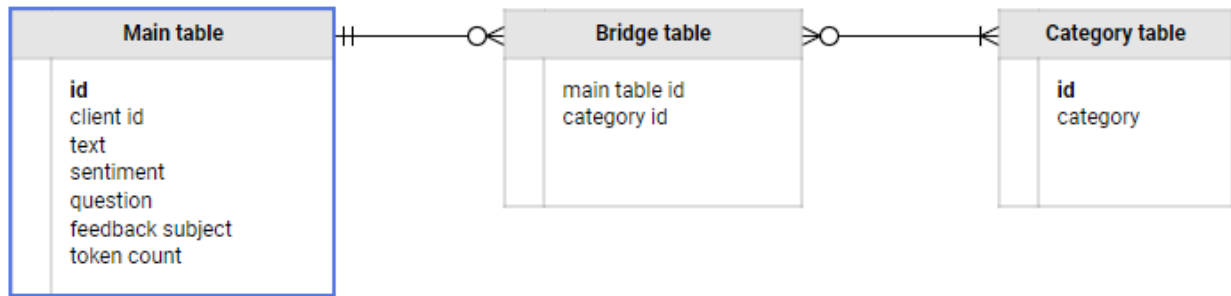 Main table
id
client id
text
sentiment
question
feedback subject
token count
Bridge table
main table id
category id
Category table
id
category